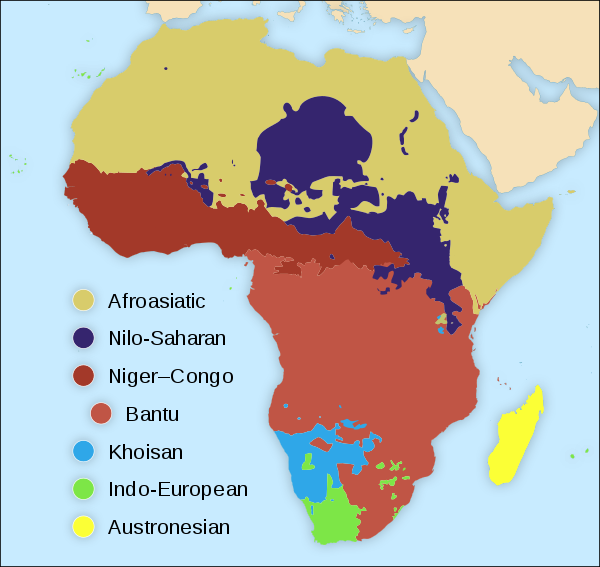 Afroasiatic
Nilo-Saharan
Niger–Congo
Bantu
Khoisan
Indo-European
Austronesian